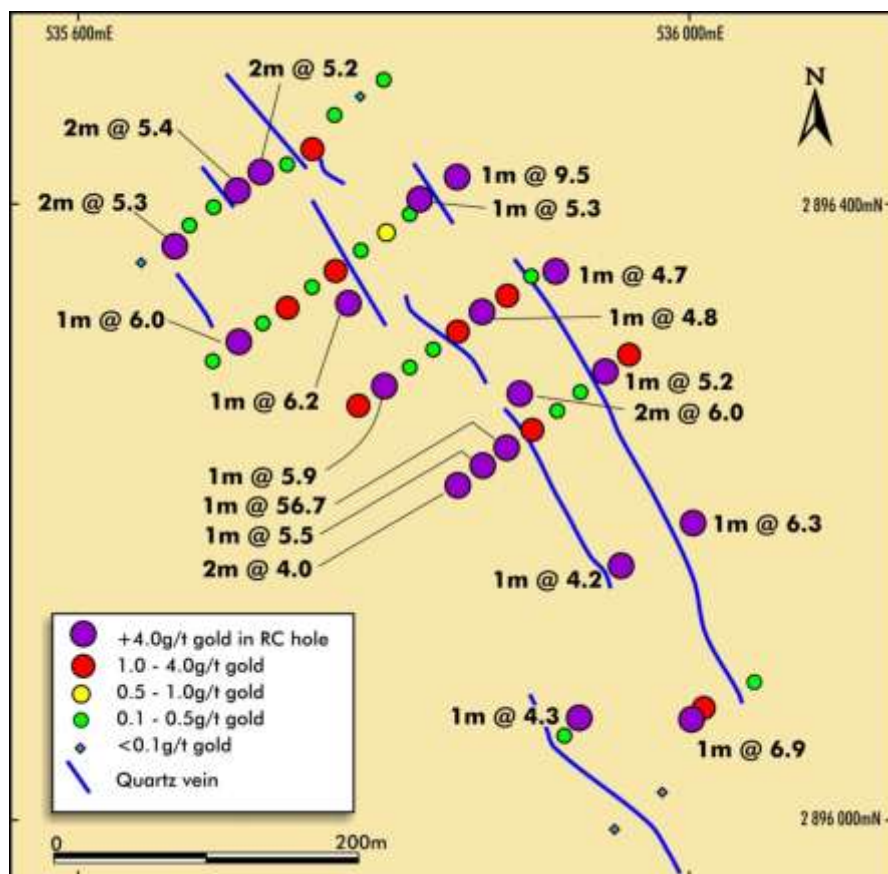 535 600mE
536 000mE
2m @ 5.2
N
2m @ 5.4
1m @ 9.5
2m @ 5.3
1m @ 5.3
2 896 400mN
1m @ 4.7
1m @ 6.0
1m @ 4.8
1m @ 6.2
1m @ 5.2
2m @ 6.0
1m @ 5.9
1m @ 56.7
1m @ 5.5
2m @ 4.0
1m @ 6.3
1m @ 4.2
+4.0g/t gold in RC hole
1.0 - 4.0g/t gold
0.5 - 1.0g/t gold
0.1 - 0.5g/t gold
<0.1g/t gold
Quartz vein
1m @ 4.3
1m @ 6.9
2 896 000mN
0
200m